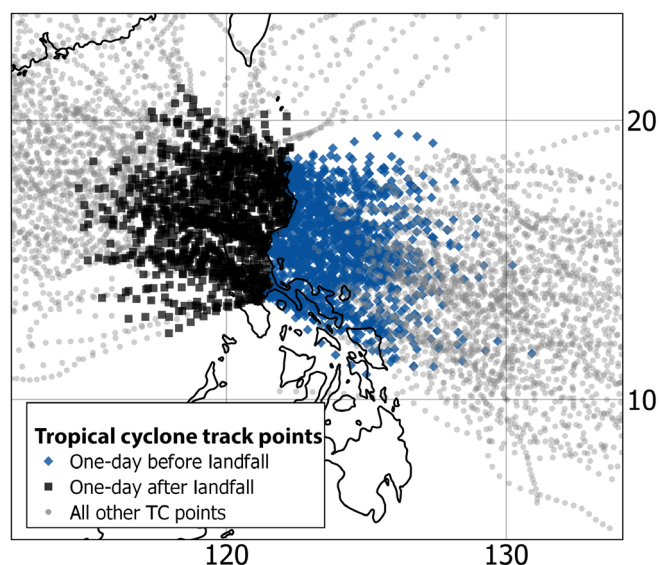 20
10
Tropical cyclone track points
One-day before landfall
One-day after landfall
All other TC points
120
130